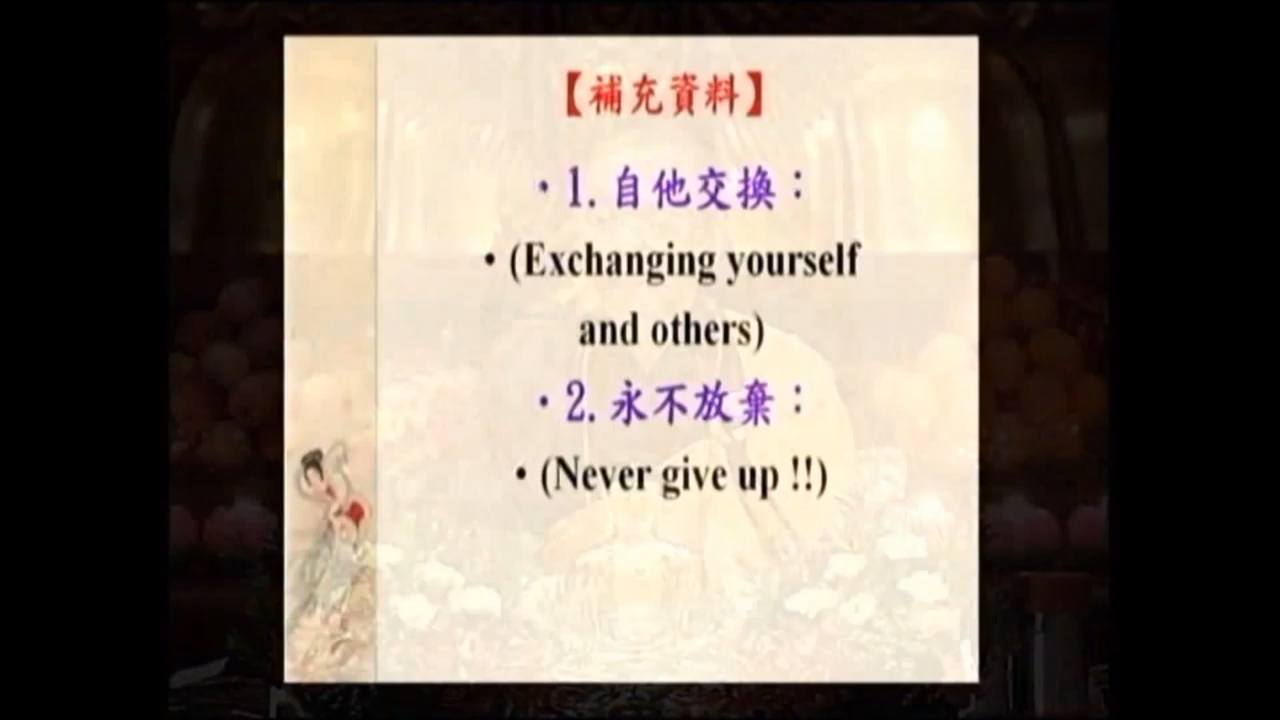 【補充資料】
• 1. 自他交換：
• (Exchanging yourself
and others)
• 2. 永不放棄：
• (Never give up !!)